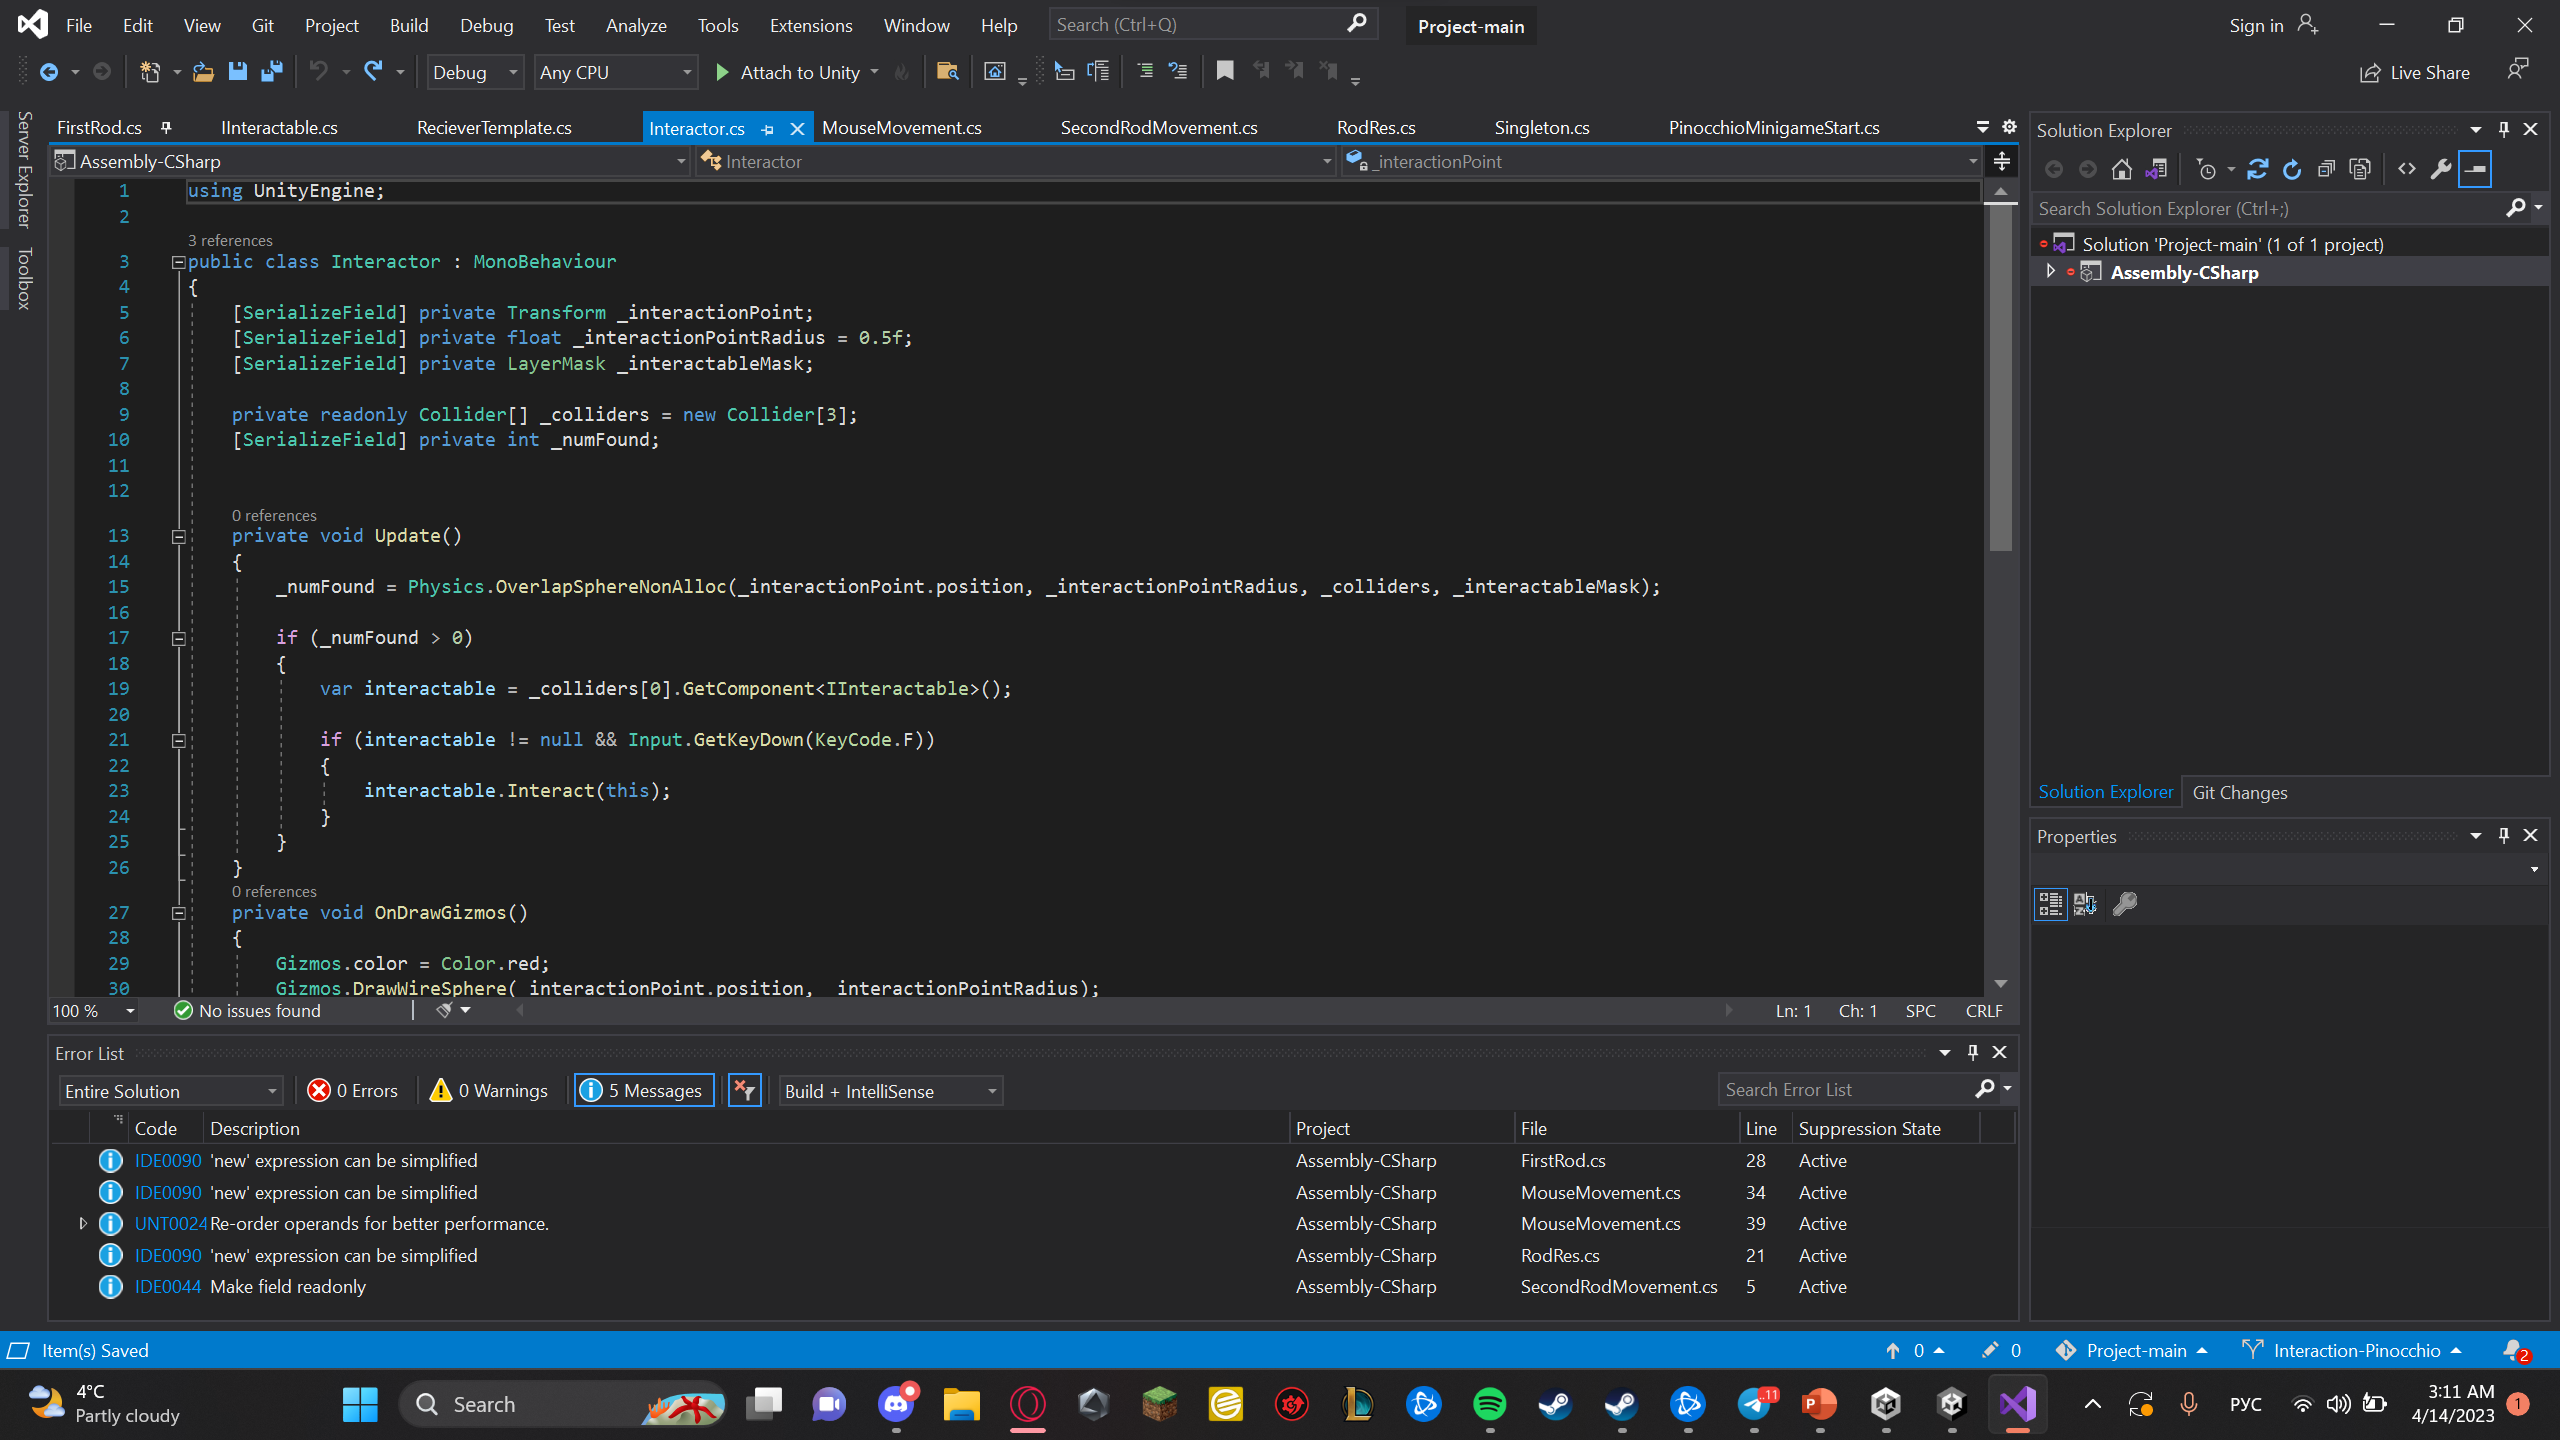 File Edit View Git Project Build Debug Test Analyze Tools Extensions Window Help Search (Ctrl+Q) Project-main Sign in
Debug Any CPU Attach to Unity Live Share
Server Explorer
Toolbox
FirstRod.cs IInteractable.cs RecieverTemplate.cs Interactor.cs MouseMovement.cs SecondRodMovement.cs RodRes.cs Singleton.cs PinocchioMinigameStart.cs
Assembly-CSharp Interactor _interactionPoint
1 using UnityEngine;
2
3 references
3 public class Interactor : MonoBehaviour
4 {
5 [SerializeField] private Transform _interactionPoint;
6 [SerializeField] private float _interactionPointRadius = 0.5f;
7 [SerializeField] private LayerMask _interactableMask;
8
9 private readonly Collider[] _colliders = new Collider[3];
10 [SerializeField] private int _numFound;
11
12
0 references
13 private void Update()
14 {
15 _numFound = Physics.OverlapSphereNonAlloc(_interactionPoint.position, _interactionPointRadius, _colliders, _interactableMask);
16
17 if (_numFound > 0)
18 {
19 var interactable = _colliders[0].GetComponent<IInteractable>();
20
21 if (interactable != null && Input.GetKeyDown(KeyCode.F))
22 {
23 interactable.Interact(this);
24 }
25 }
26 }
0 references
27 private void OnDrawGizmos()
28 {
29 Gizmos.color = Color.red;
30 Gizmos.DrawWireSphere(_interactionPoint.position, _interactionPointRadius);
100 % No issues found Ln: 1 Ch: 1 SPC CRLF
Solution Explorer
Search Solution Explorer (Ctrl+;)
Solution 'Project-main' (1 of 1 project)
Assembly-CSharp
Solution Explorer Git Changes
Properties
Error List
Entire Solution 0 Errors 0 Warnings 5 Messages Build + IntelliSense Search Error List
Code Description Project File Line Suppression State
IDE0090 'new' expression can be simplified Assembly-CSharp FirstRod.cs 28 Active
IDE0090 'new' expression can be simplified Assembly-CSharp MouseMovement.cs 34 Active
UNT0024 Re-order operands for better performance. Assembly-CSharp MouseMovement.cs 39 Active
IDE0090 'new' expression can be simplified Assembly-CSharp RodRes.cs 21 Active
IDE0044 Make field readonly Assembly-CSharp SecondRodMovement.cs 5 Active
Item(s) Saved 0 0 Project-main Interaction-Pinocchio 2
4°C
Partly cloudy
Search
..11
РУС
3:11 AM
4/14/2023
1